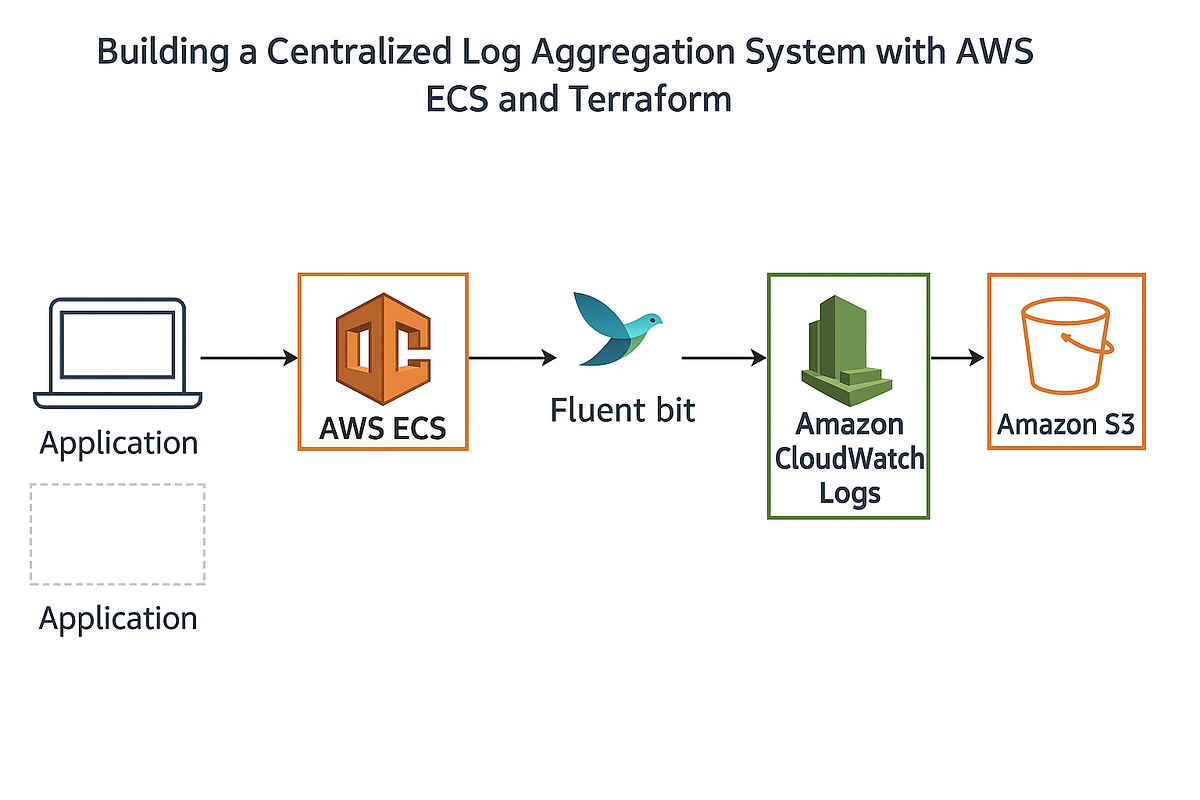 Building a Centralized Log Aggregation System with AWS
ECS and Terraform
Application
AWS ECS
Fluent bit
Amazon
CloudWatch
Logs
Amazon S3
Application